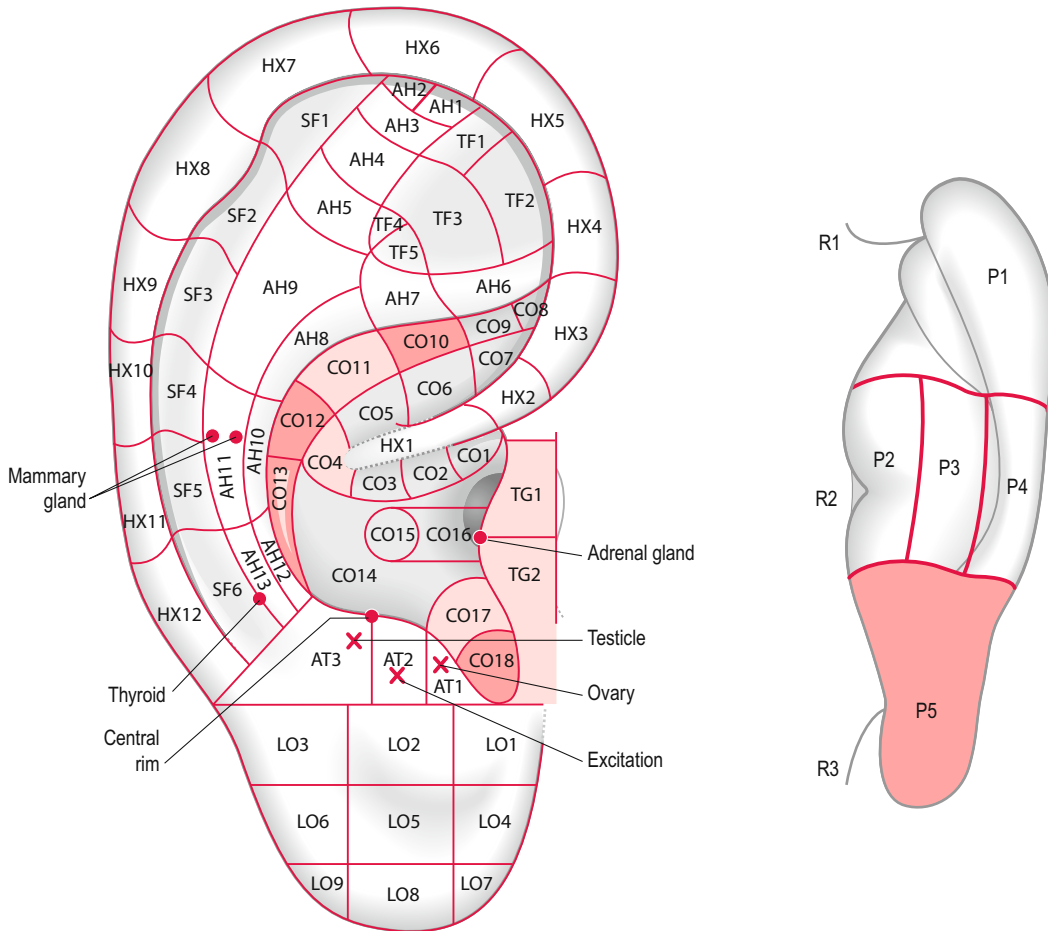 HX6
HX7
AH2
AH1
HX5
SF1
AH3
TF1
AH4
HX8
TF2
SF2
AH5
TF4
TF3
HX4
R1
TF5
P1
HX9
SF3
AH9
AH7
AH6
CO8
CO9
HX3
AH8
CO10
CO11
CO7
HX10
CO6
SF4
HX2
CO12
CO5
HX1
AH10
CO4
CO1
P2
P3
Mammary
gland
AH11
CO13
CO3
CO2
TG1
P4
SF5
R2
HX11
CO15
CO16
Adrenal gland
AH13
AH12
CO14
TG2
SF6
HX12
CO17
Testicle
AT3
AT2
CO18
AT1
Thyroid
Ovary
P5
Central
rim
LO3
LO2
LO1
Excitation
R3
LO6
LO5
LO4
LO9
LO8
LO7